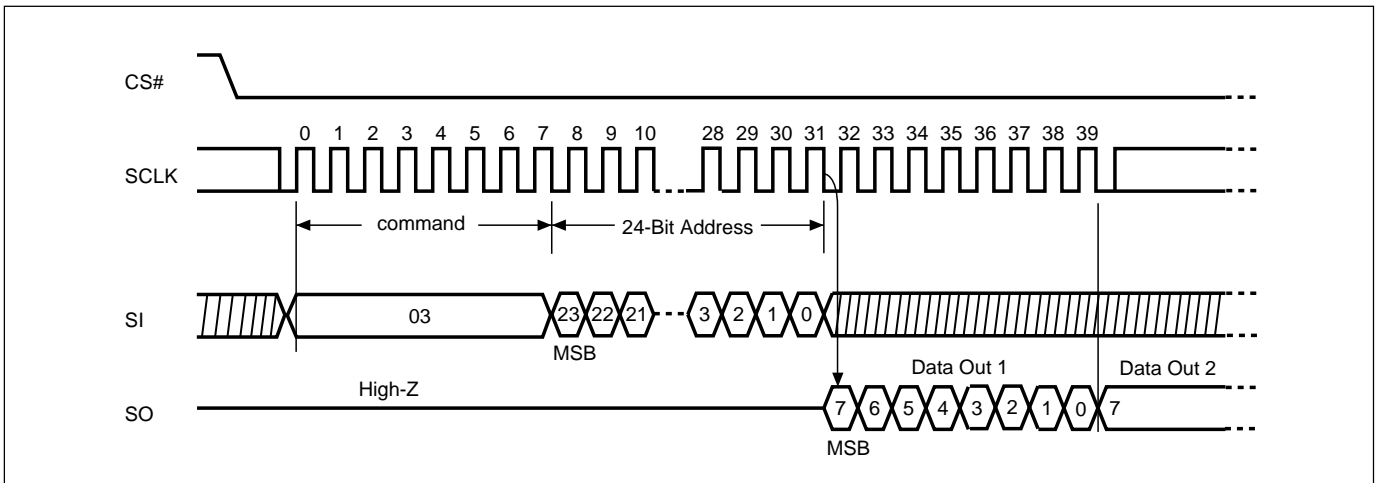 CS#
0 1 2 3 4 5 6 7 8 9 10 28 29 30 31 32 33 34 35 36 37 38 39
SCLK
command 24-Bit Address
SI 03 23 22 21 3 2 1 0
MSB
Data Out 1 Data Out 2
High-Z
SO 7 6 5 4 3 2 1 0 7
MSB